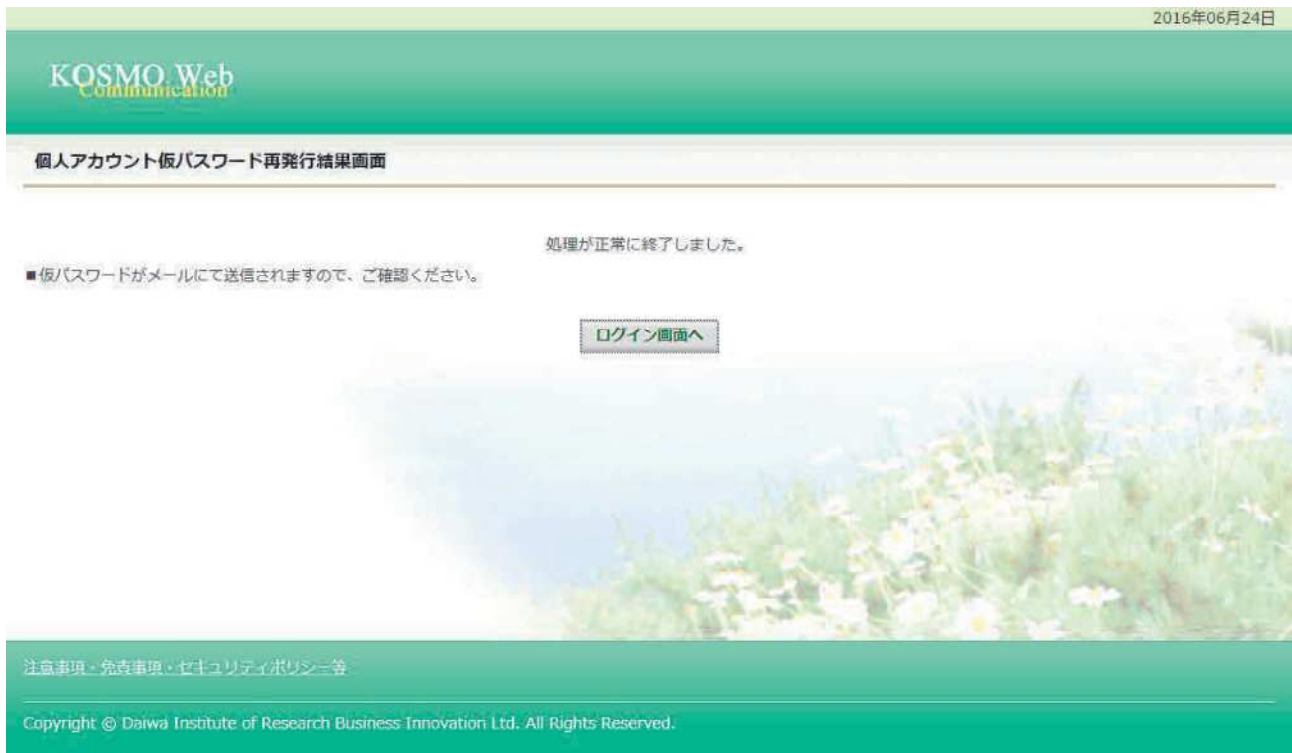 2016年06月24日
KOSMO Web
Communication
個人アカウント仮パスワード再発行結果画面
処理が正常に終了しました。
■仮パスワードがメールにて送信されますので、ご確認ください。
ログイン画面へ
注意事項・免責事項・セキュリティポリシー等
Copyright © Daiwa Institute of Research Business Innovation Ltd. All Rights Reserved.